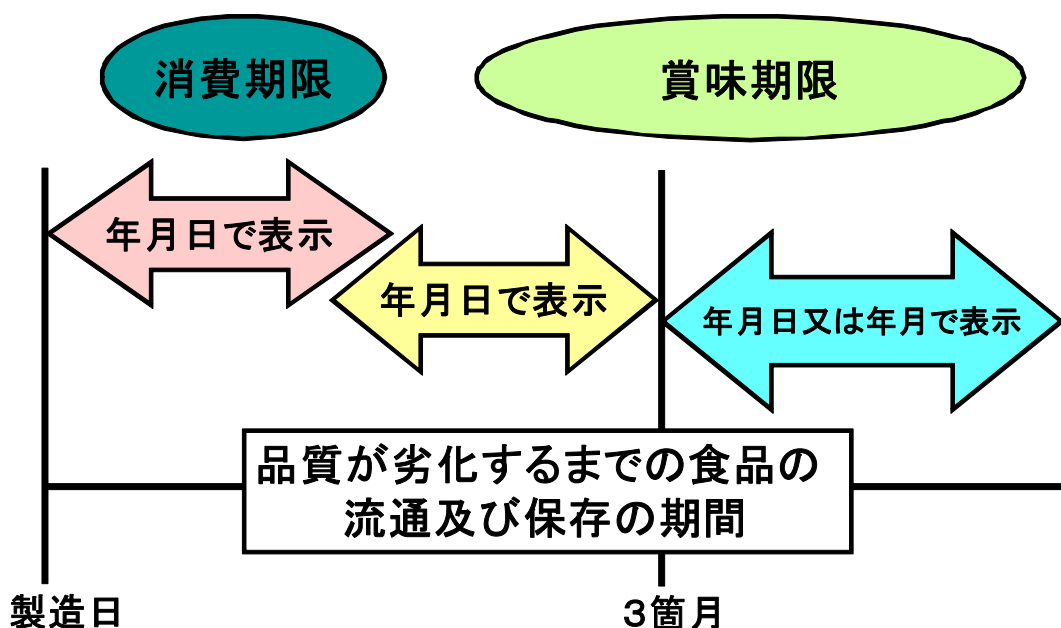 消費期限
賞味期限
年月日で表示
年月日で表示
年月日又は年月で表示
品質が劣化するまでの食品の
流通及び保存の期間
製造日
３箇月